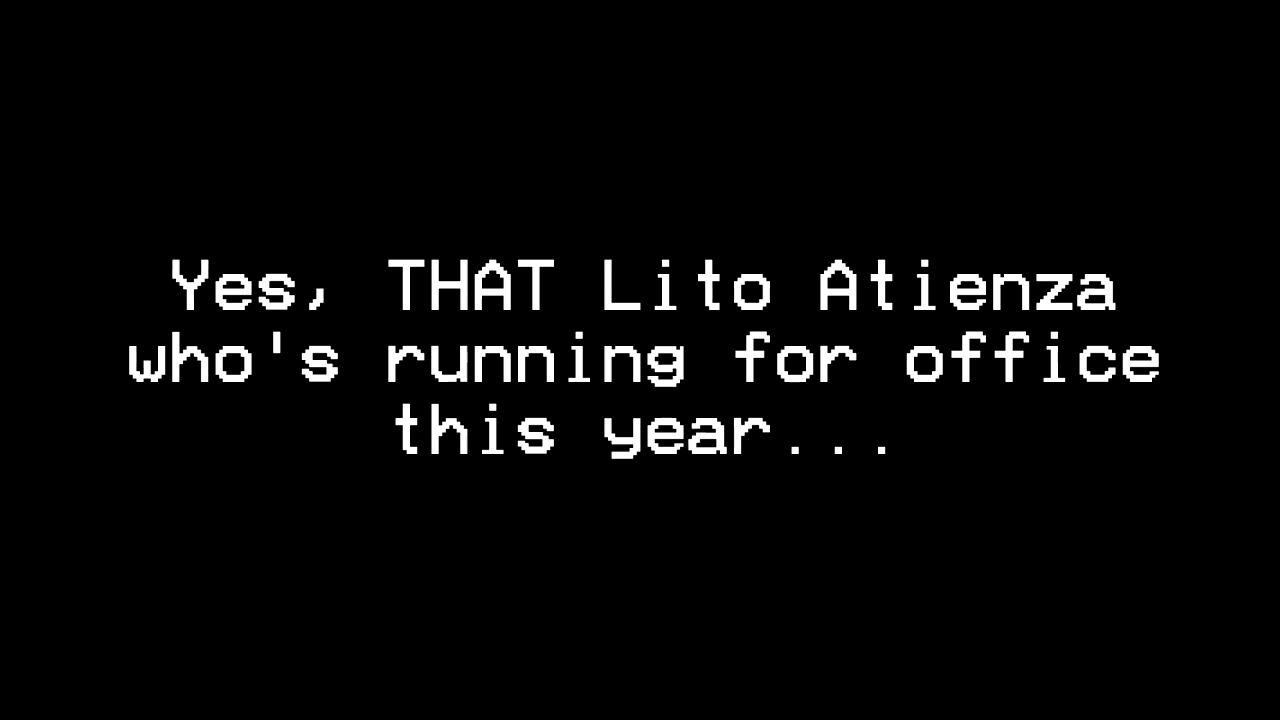 Yes, THAT Lito Atienza
who's running for office
this year...